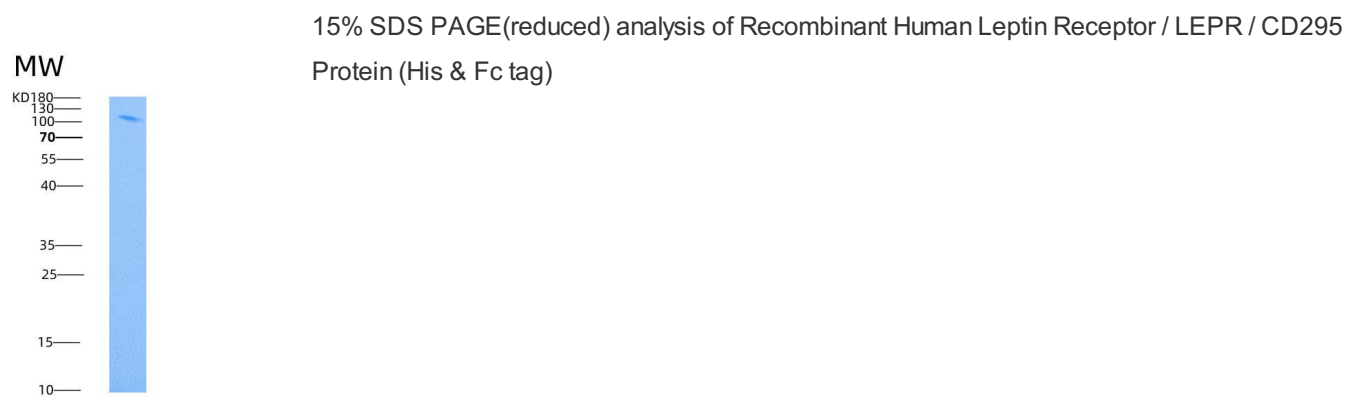 15% SDS PAGE(reduced) analysis of Recombinant Human Leptin Receptor / LEPR / CD295
Protein (His & Fc tag)
MW
KD180
130
100
70
55
40
35
25
15
10